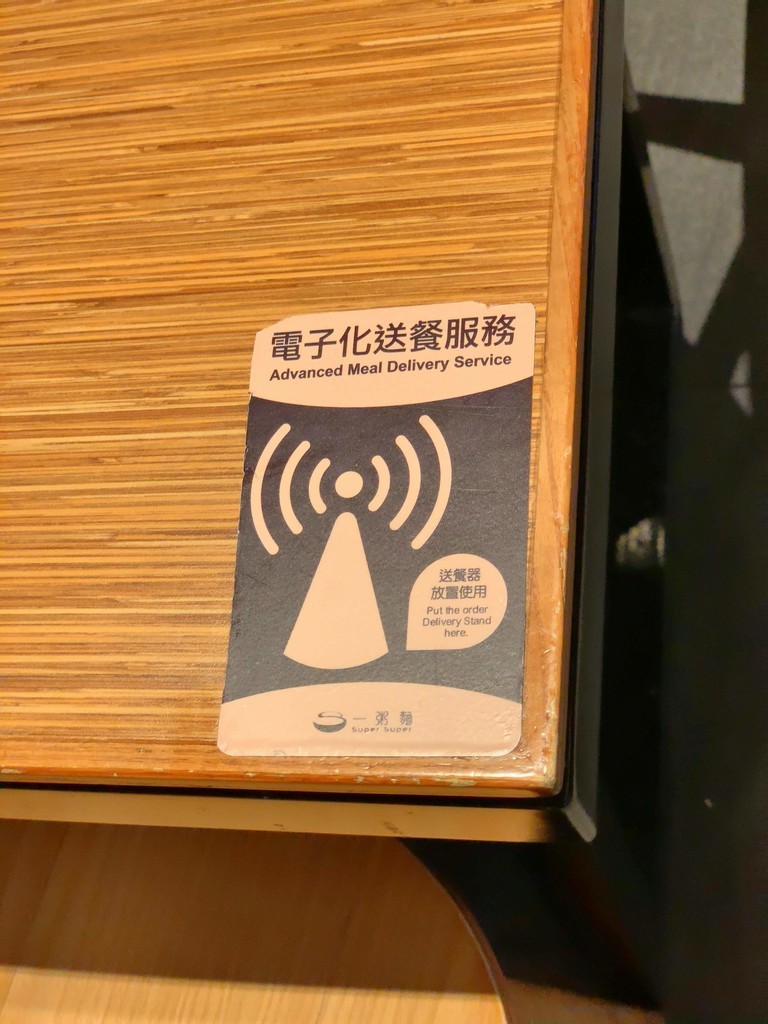 電子化送餐服務
Advanced Meal Delivery Service
送餐器
放置使用
Put the order
Delivery Stand
here.
一粥麵
Super Super